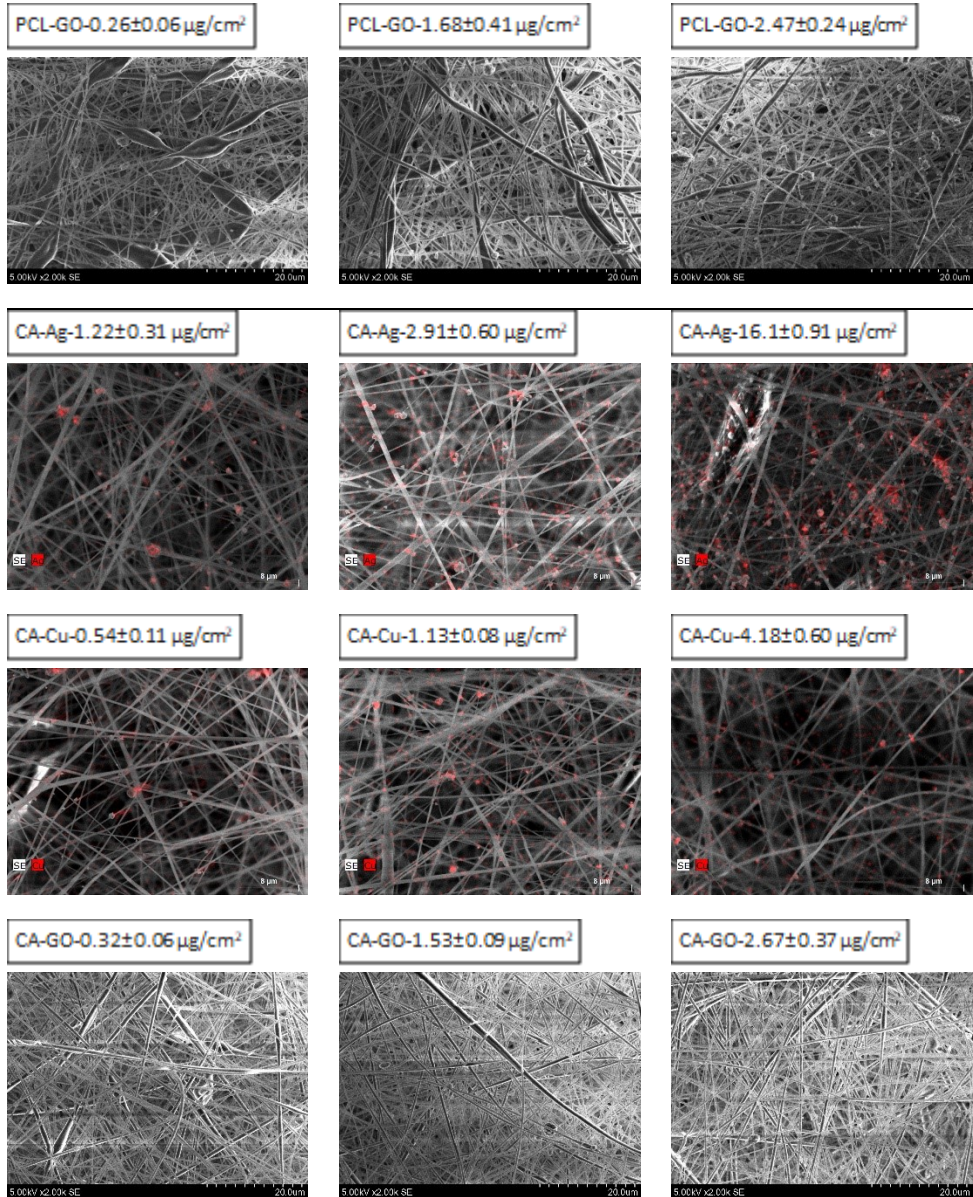 PCL-GO-0.26±0.06 µg/cm²
PCL-GO-1.68±0.41 µg/cm²
PCL-GO-2.47±0.24 µg/cm²
5.00kV x2.00k SE 20.0um
5.00kV x2.00k SE 20.0um
5.00kV x2.00k SE 20.0um
CA-Ag-1.22±0.31 µg/cm²
CA-Ag-2.91±0.60 µg/cm²
CA-Ag-16.1±0.91 µg/cm²
SE Ag 8 µm
SE Ag 8 µm
SE Ag 8 µm
CA-Cu-0.54±0.11 µg/cm²
CA-Cu-1.13±0.08 µg/cm²
CA-Cu-4.18±0.60 µg/cm²
SE 8 µm
SE Cu 8 µm
SE 8 µm
CA-GO-0.32±0.06 µg/cm²
CA-GO-1.53±0.09 µg/cm²
CA-GO-2.67±0.37 µg/cm²
5.00kV x2.00k SE 20.0um
5.00kV x2.00k SE 20.0um
5.00kV x2.00k SE 20.0um